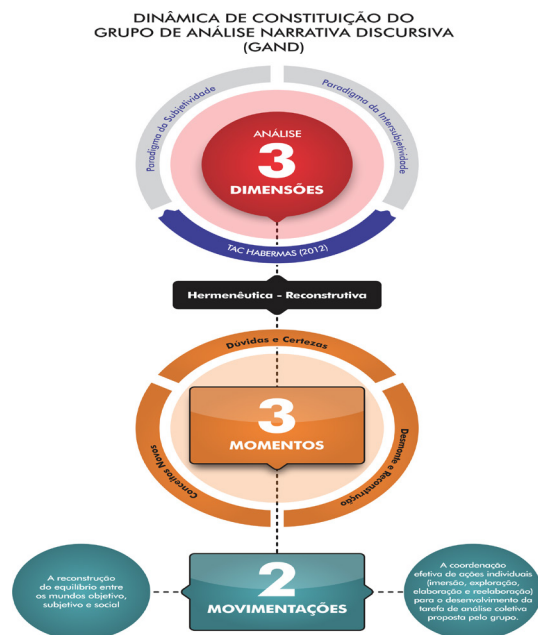 DINÂMICA DE CONSTITUIÇÃO DO
GRUPO DE ANÁLISE NARRATIVA DISCURSIVA
(GAND)
Paradigma da Subjetividade
Paradigma da Intersubjetividade
ANÁLISE
3
DIMENSÕES
TAC HABERMAS (2012)
Hermenêutica - Reconstrutiva
Dúvidas e Certezas
3
MOMENTOS
Conceitos Novos
Desmonte e Reconstrução
A reconstrução
do equilíbrio entre
os mundos objetivo,
subjetivo e social
2
MOVIMENTAÇÕES
A coordenação
efetiva de ações individuais
(imersão, exploração,
elaboração e reelaboração)
para o desenvolvimento da
tarefa de análise coletivo
proposta pelo grupo.